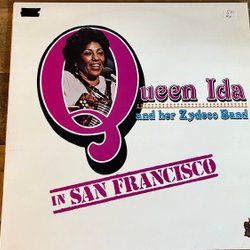 Queen Ida
and her Zydeco Band
IN SAN FRANCISCO